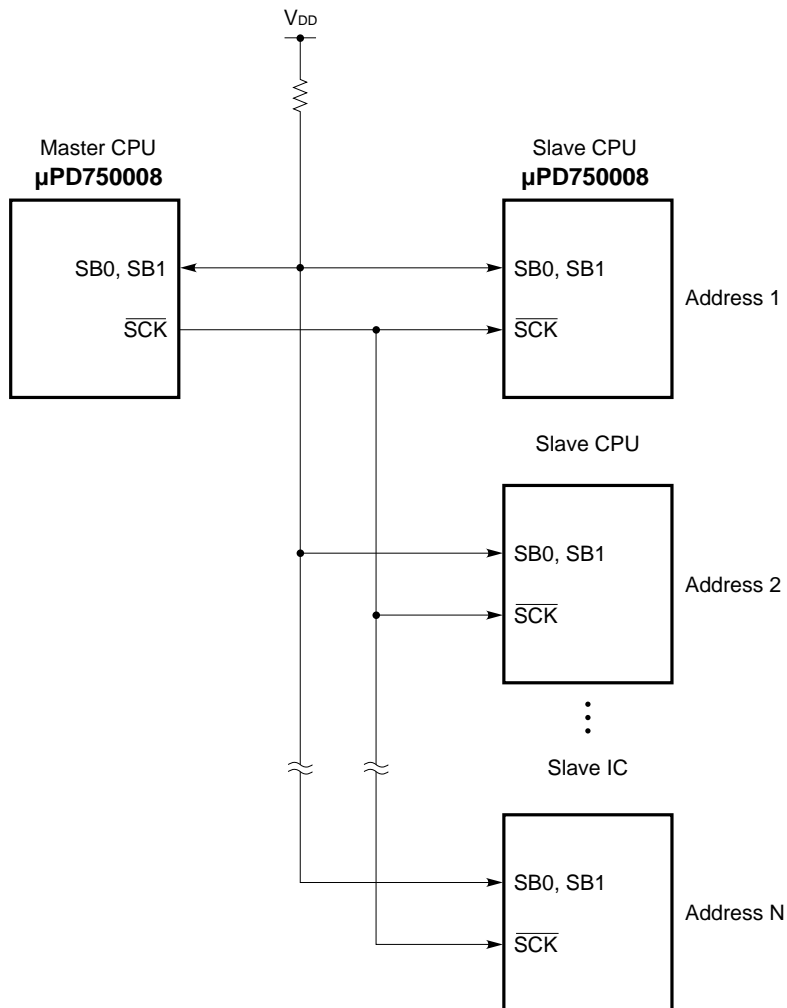 VDD
Master CPU
µPD750008
SB0, SB1
SCK
Slave CPU
µPD750008
SB0, SB1
SCK
Address 1
Slave CPU
SB0, SB1
SCK
Address 2
Slave IC
SB0, SB1
SCK
Address N